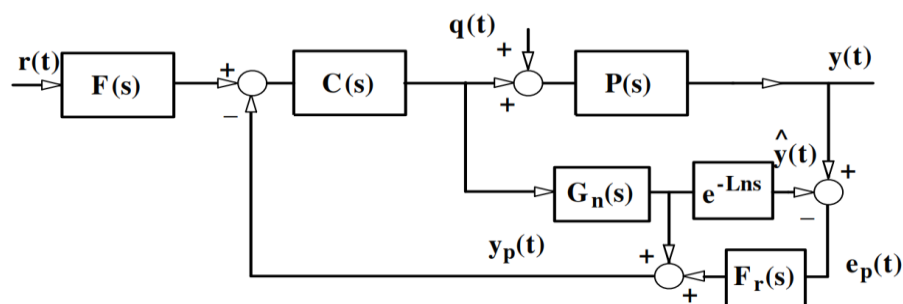 q(t)
r(t)
F(s)
+
−
C(s)
+
+
P(s)
y(t)
ŷ(t)
G_n(s)
e^-Lns
+
−
y_p(t)
+
+
F_r(s)
e_p(t)